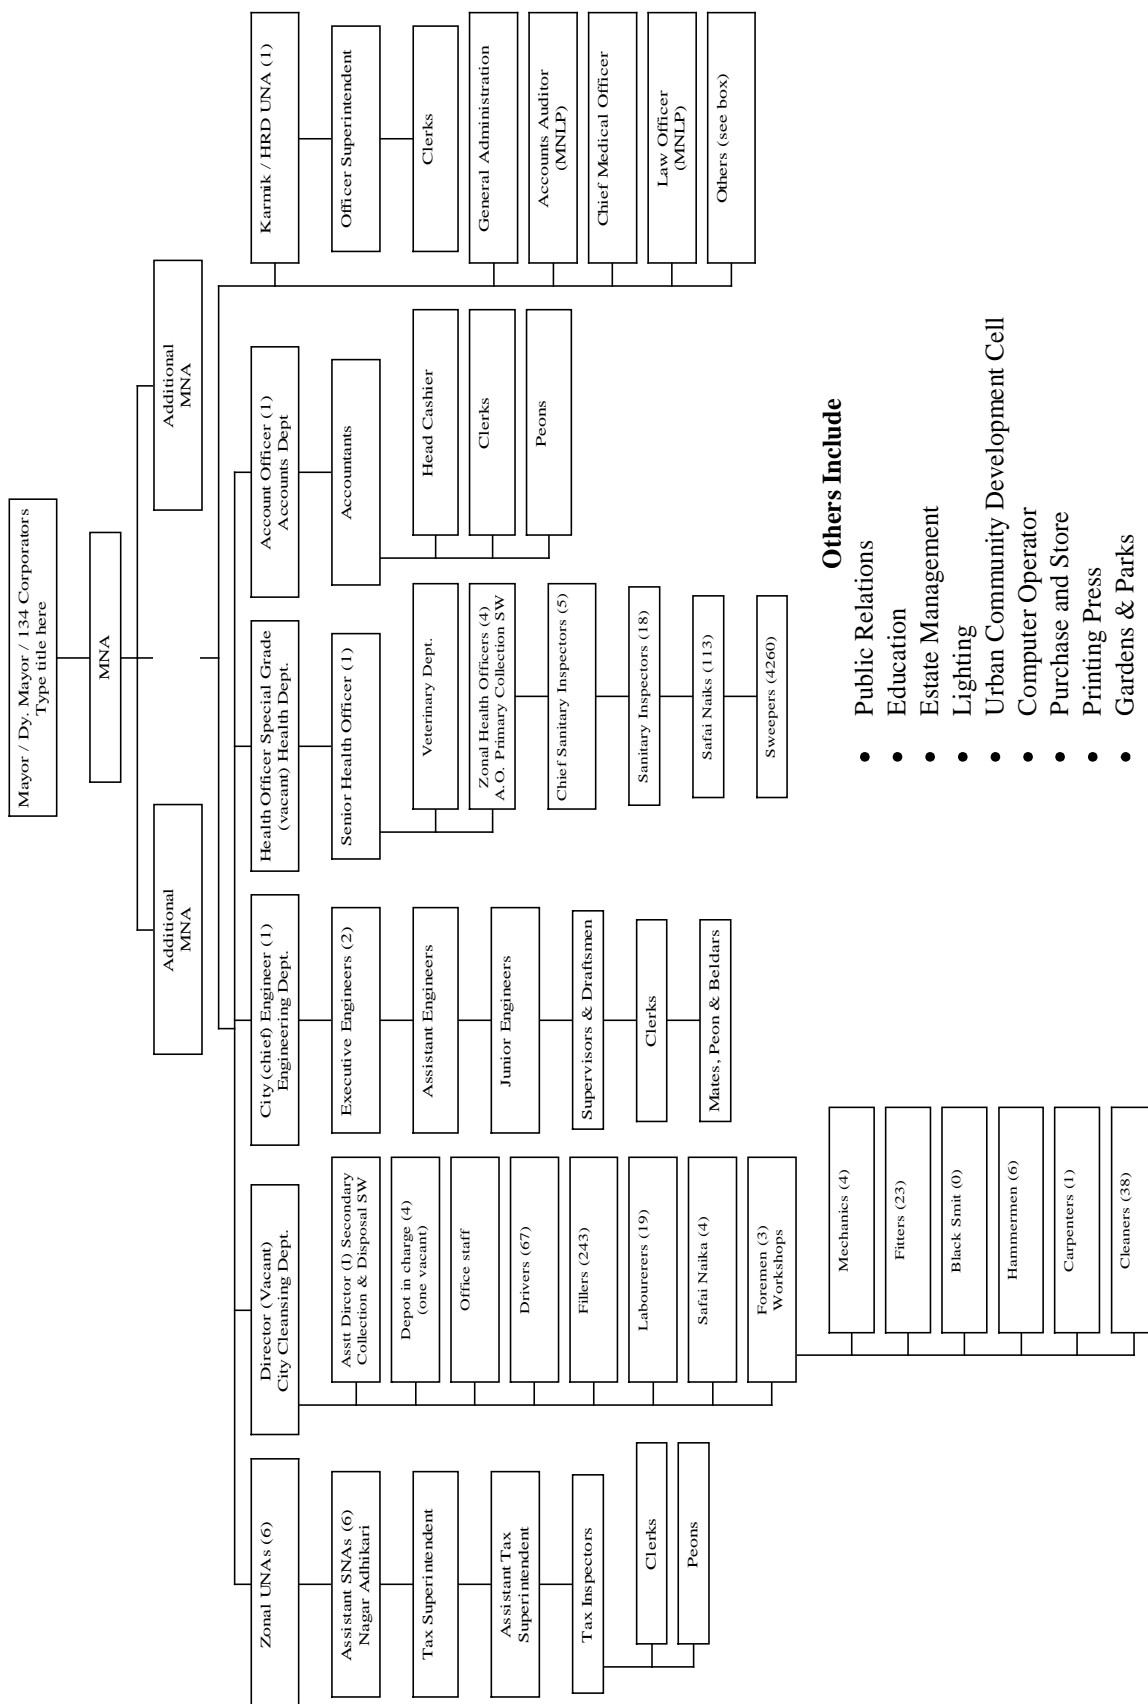 Mayor / Dy. Mayor / 134 Corporators
Type title here
MNA
Additional
MNA
Additional
MNA
Zonal UNAs (6)
Assistant SNAs (6)
Nagar Adhikari
Tax Superintendent
Assistant Tax
Superintendent
Tax Inspectors
Clerks
Peons
Director (Vacant)
City Cleansing Dept.
Asstt Dirctor (I) Secondary
Collection & Disposal SW
Depot in charge (4)
(one vacant)
Office staff
Drivers (67)
Fillers (243)
Labourerers (19)
Safai Naika (4)
Foremen (3)
Workshops
Mechanics (4)
Fitters (23)
Black Smit (0)
Hammermen (6)
Carpenters (1)
Cleaners (38)
City (chief) Engineer (1)
Engineering Dept.
Executive Engineers (2)
Assistant Engineers
Junior Engineers
Supervisors & Draftsmen
Clerks
Mates, Peon & Beldars
Health Officer Special Grade
(vacant) Health Dept.
Senior Health Officer (1)
Veterinary Dept.
Zonal Health Officers (4)
A.O. Primary Collection SW
Chief Sanitary Inspectors (5)
Sanitary Inspectors (18)
Safai Naiks (113)
Sweepers (4260)
Account Officer (1)
Accounts Dept
Accountants
Head Cashier
Clerks
Peons
Karmik / HRD UNA (1)
Officer Superintendent
Clerks
General Administration
Accounts Auditor
(MNLP)
Chief Medical Officer
Law Officer
(MNLP)
Others (see box)
Others Include
• Public Relations
• Education
• Estate Management
• Lighting
• Urban Community Development Cell
• Computer Operator
• Purchase and Store
• Printing Press
• Gardens & Parks